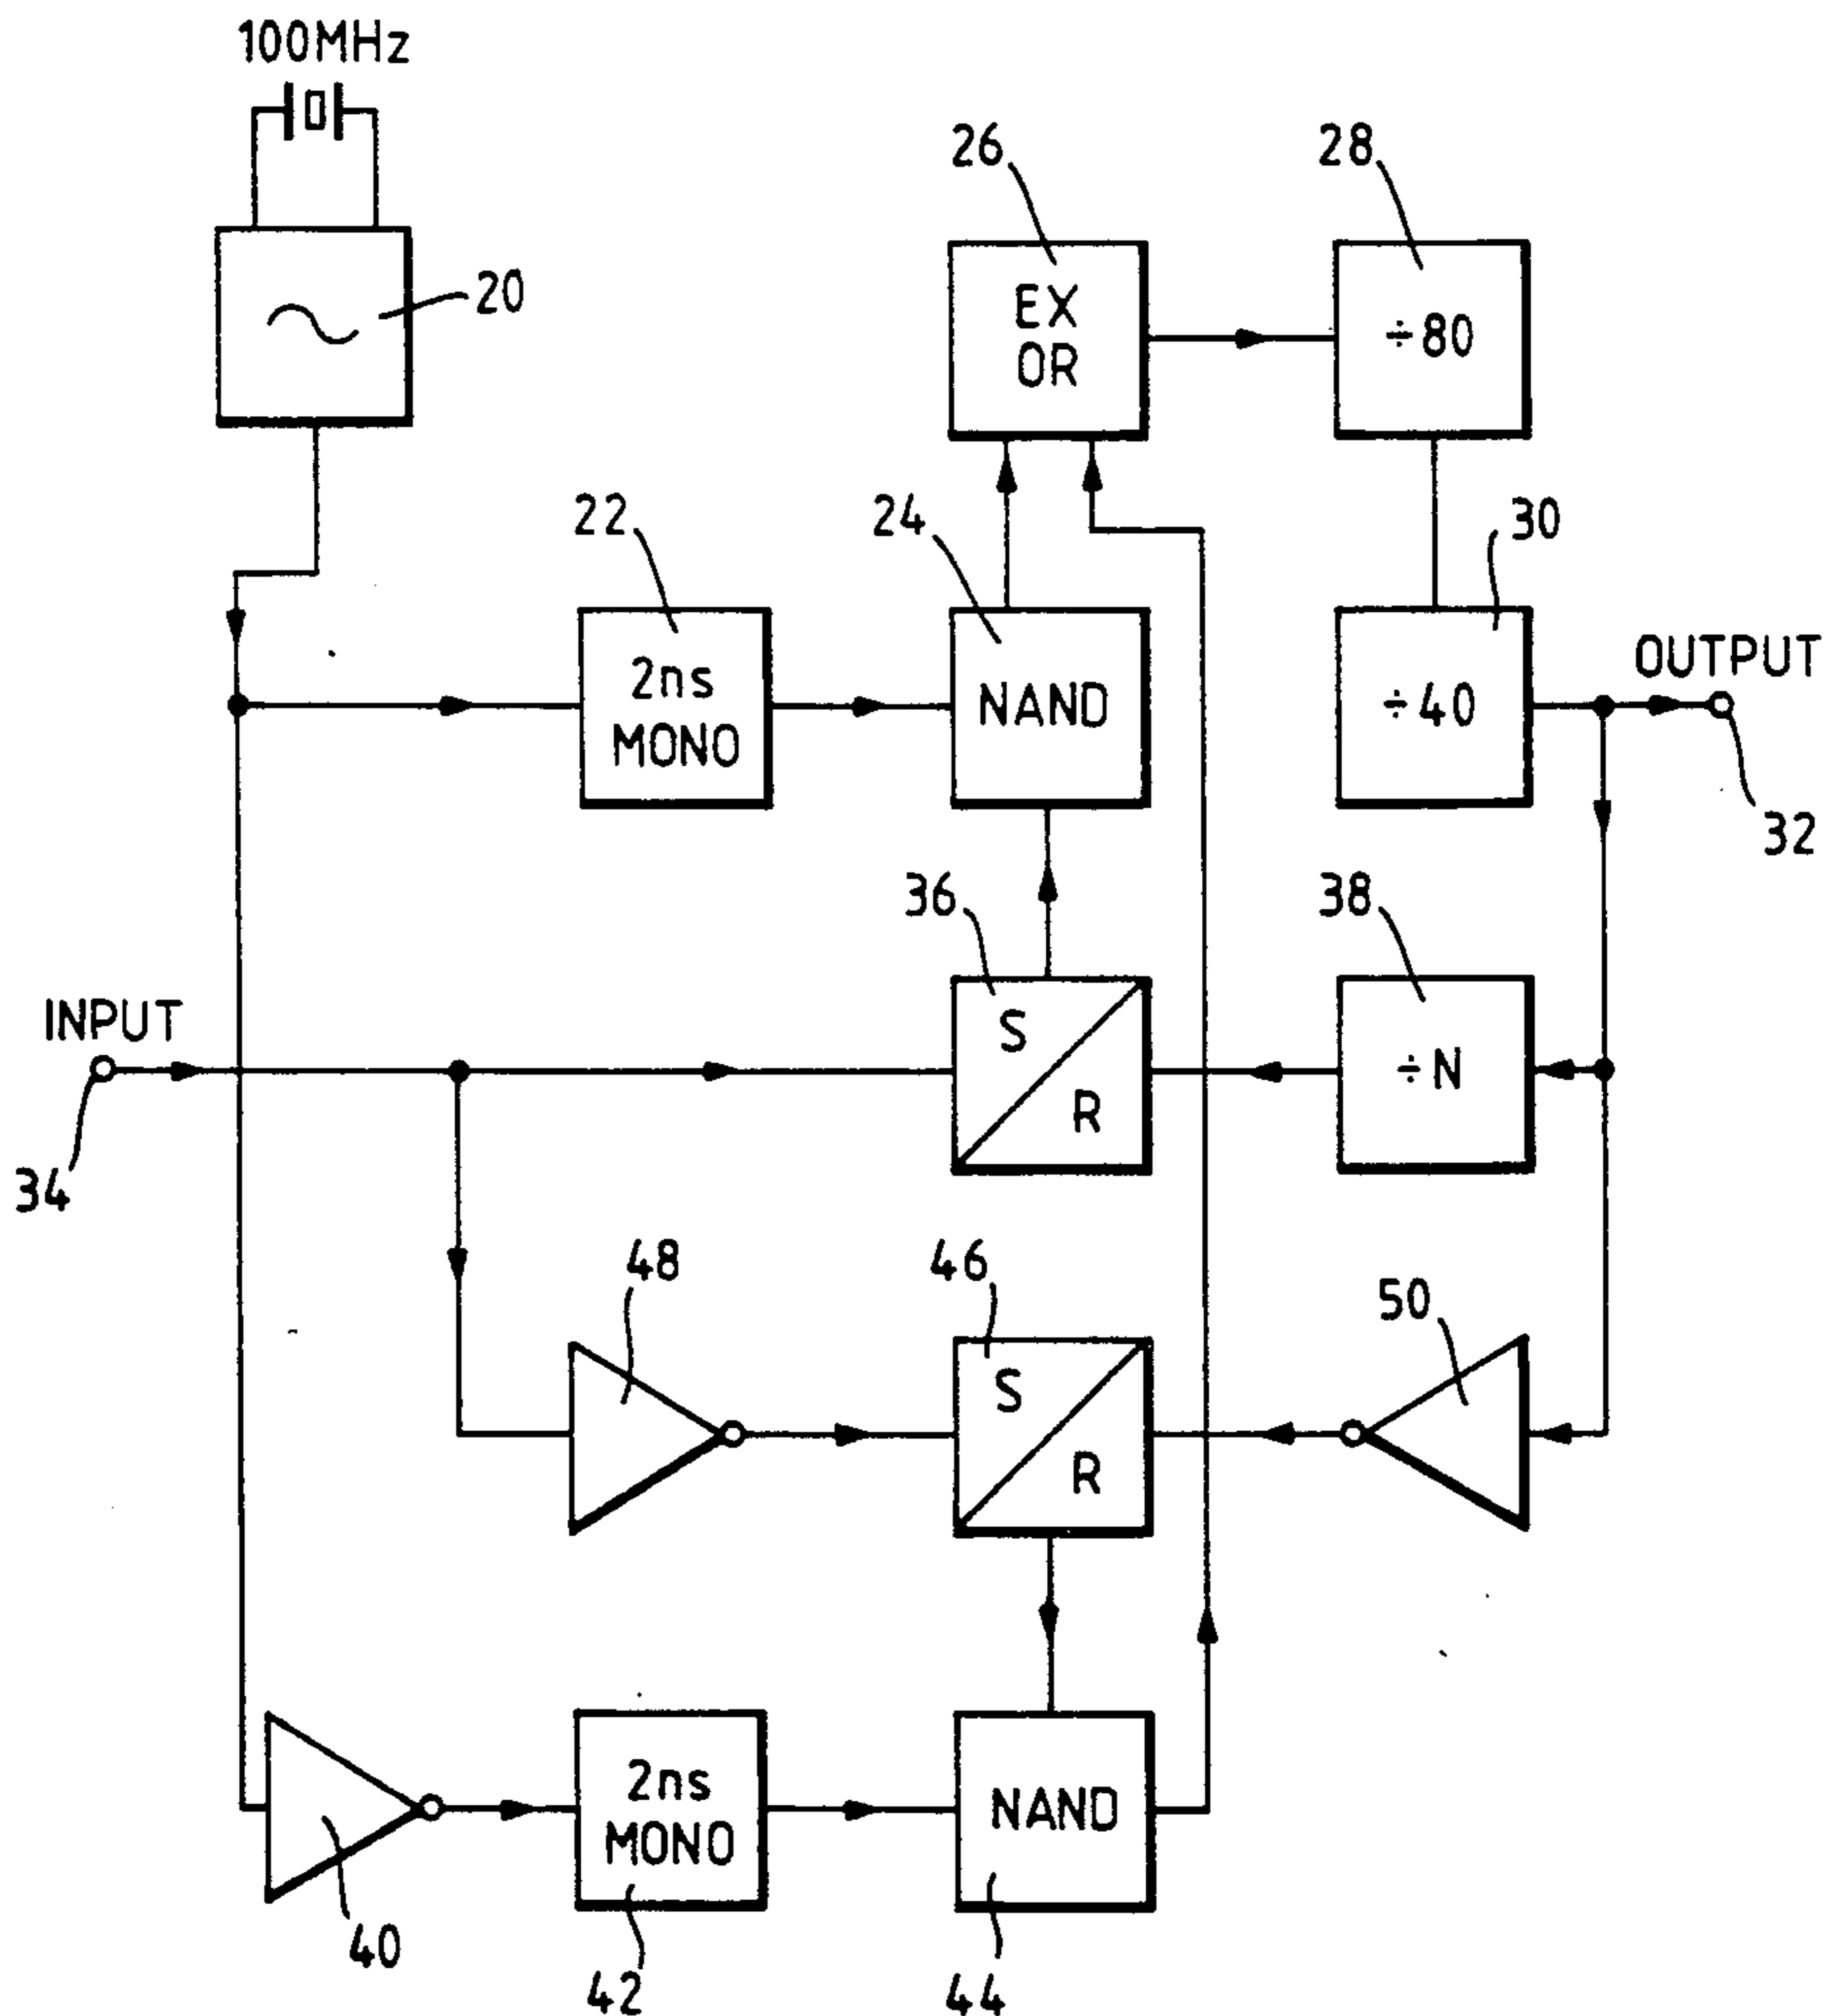 100MHz
20
26
EX
OR
28
÷80
22
2ns
MONO
24
NAND
30
÷40
OUTPUT
32
INPUT
34
36
S
R
38
÷N
48
46
S
R
50
40
2ns
MONO
42
NAND
44